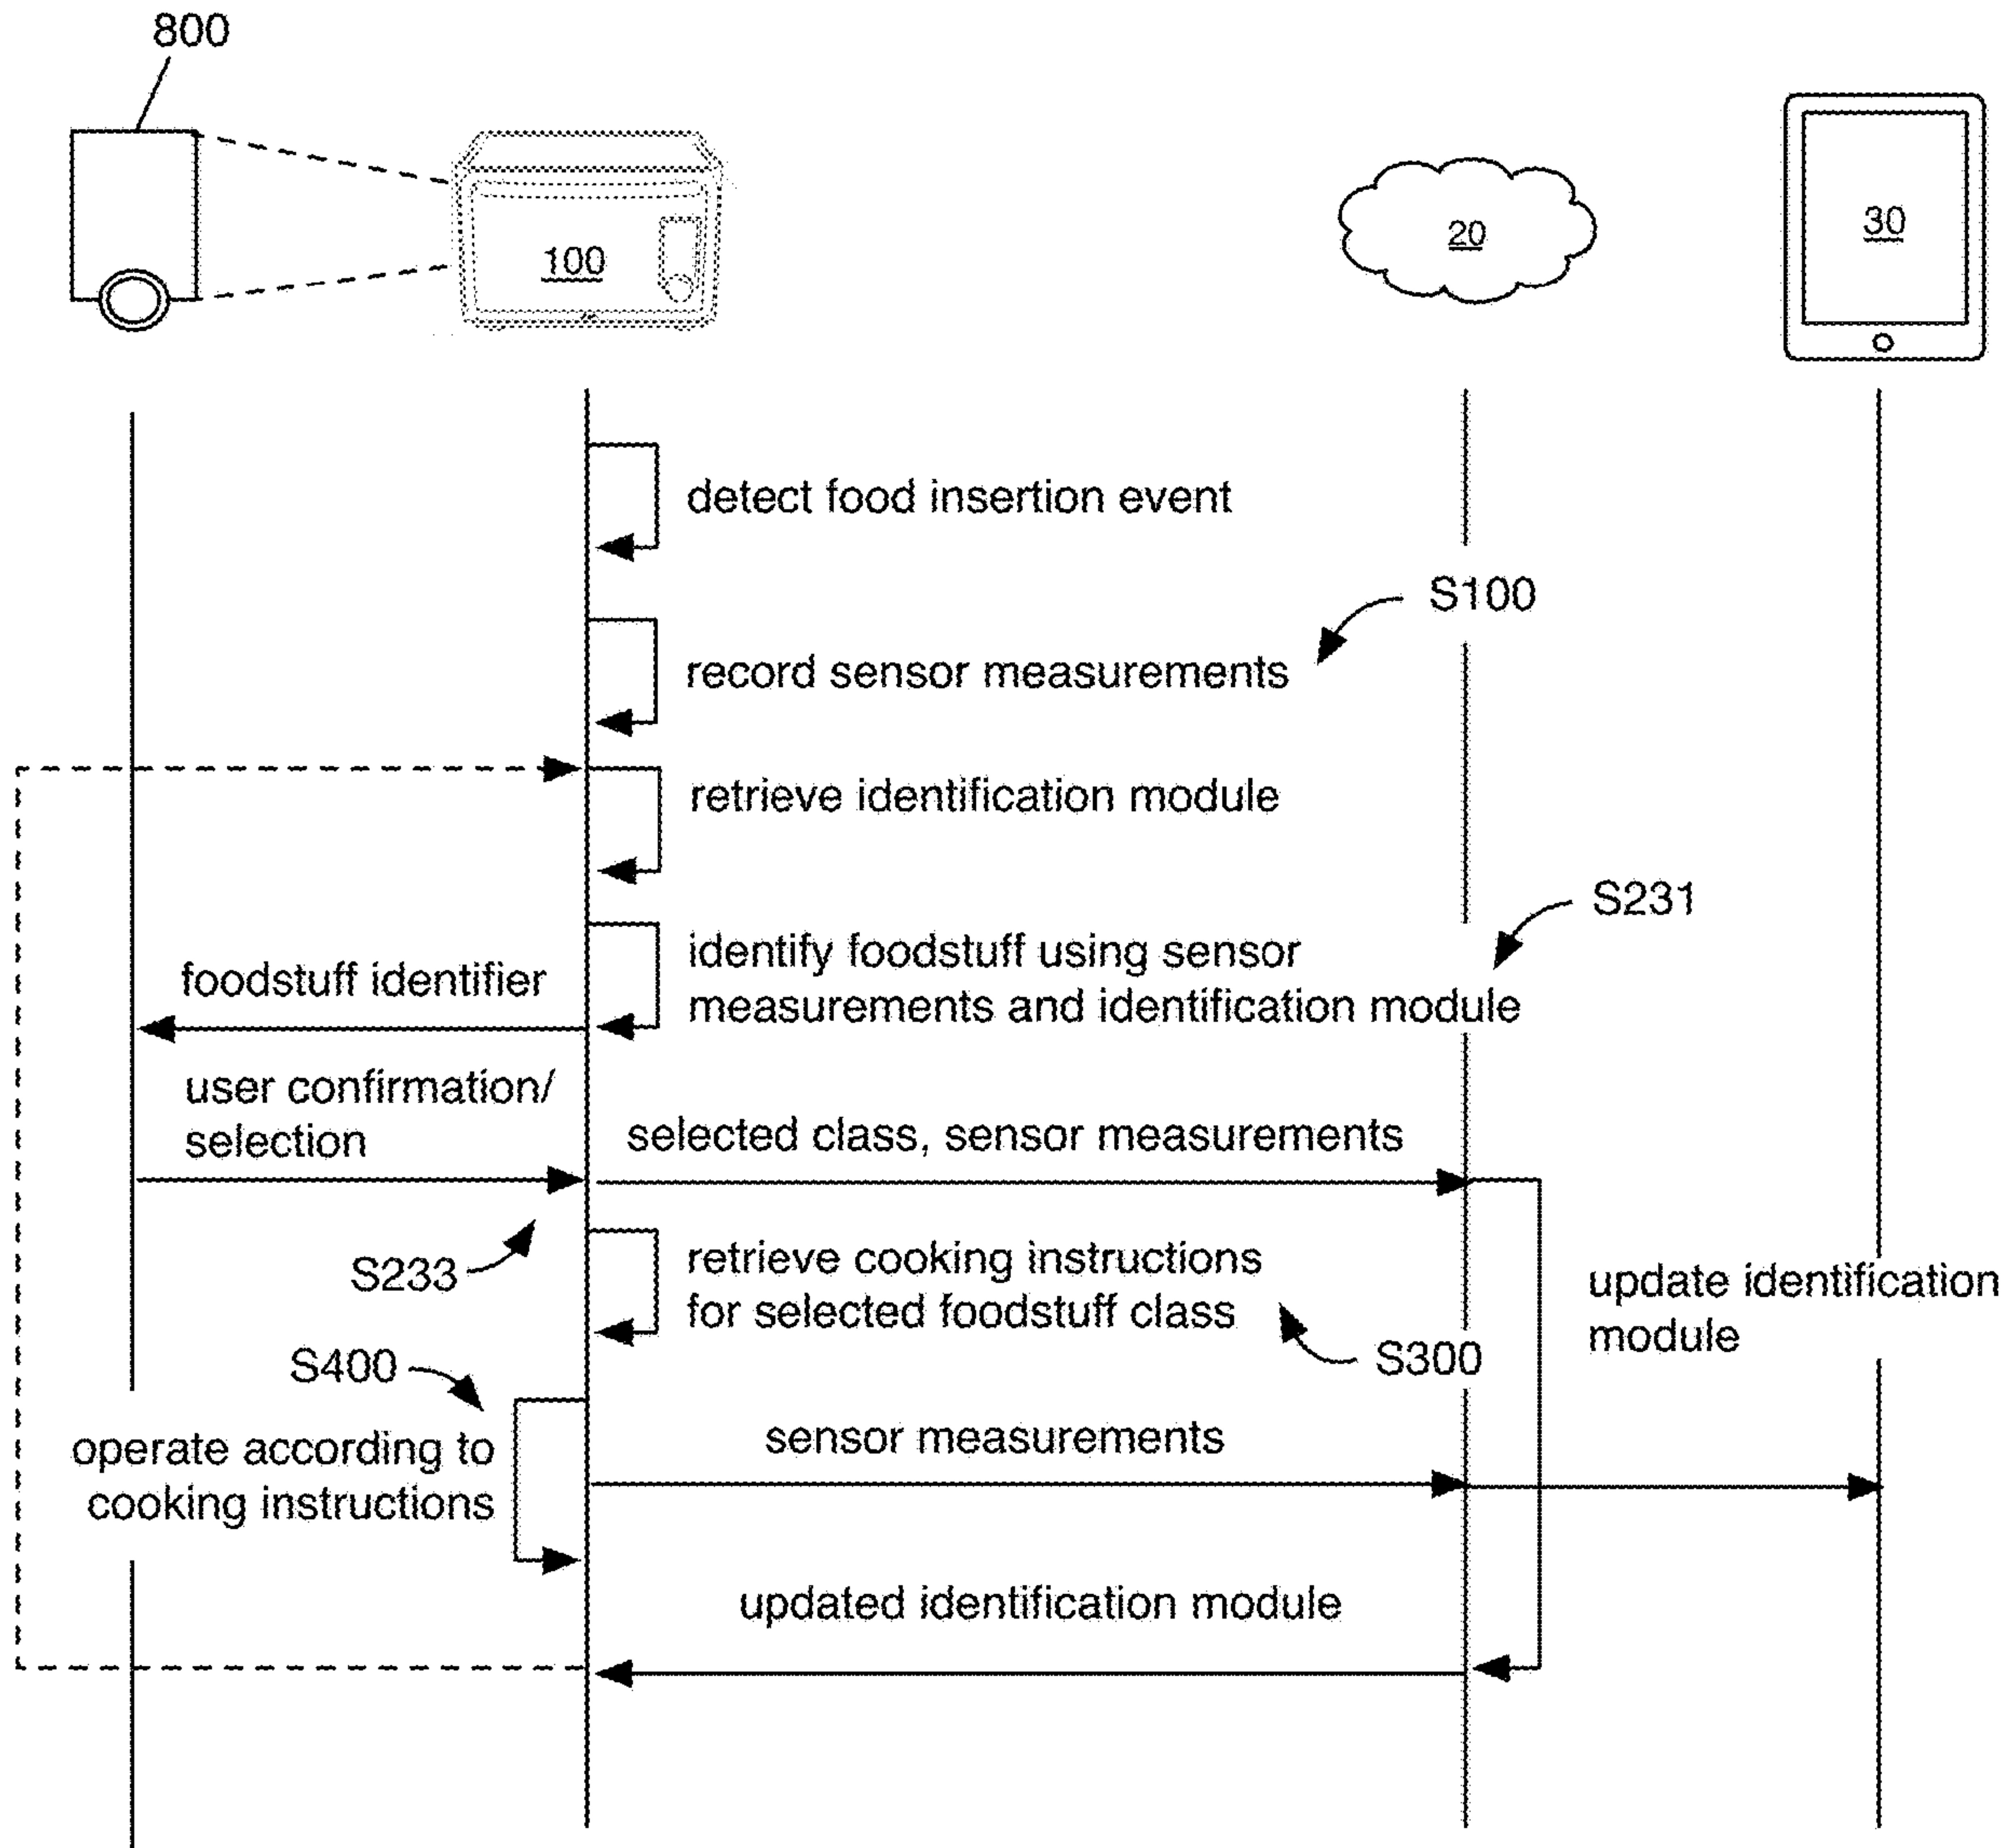 800
100
20
30
detect food insertion event
S100
record sensor measurements
retrieve identification module
S231
identify foodstuff using sensor
measurements and identification module
foodstuff identifier
user confirmation/
selection
selected class, sensor measurements
S233
retrieve cooking instructions
for selected foodstuff class
update identification
module
S300
S400
operate according to
cooking instructions
sensor measurements
updated identification module